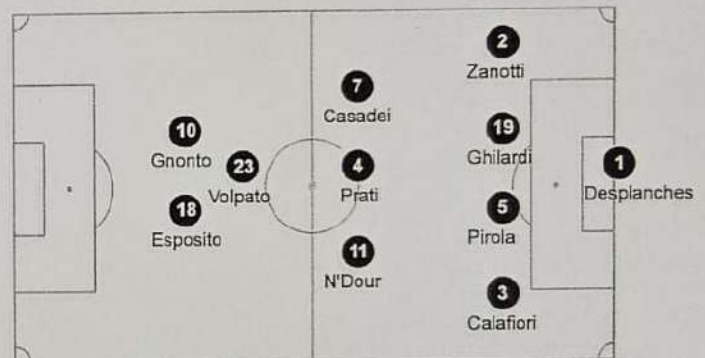 2
Zanotti
7
Casadei
10
Gnonto
19
Ghilardi
23
Volpato
4
Prati
1
Desplanches
18
Esposito
5
Pirola
11
N'Dour
3
Calafiori